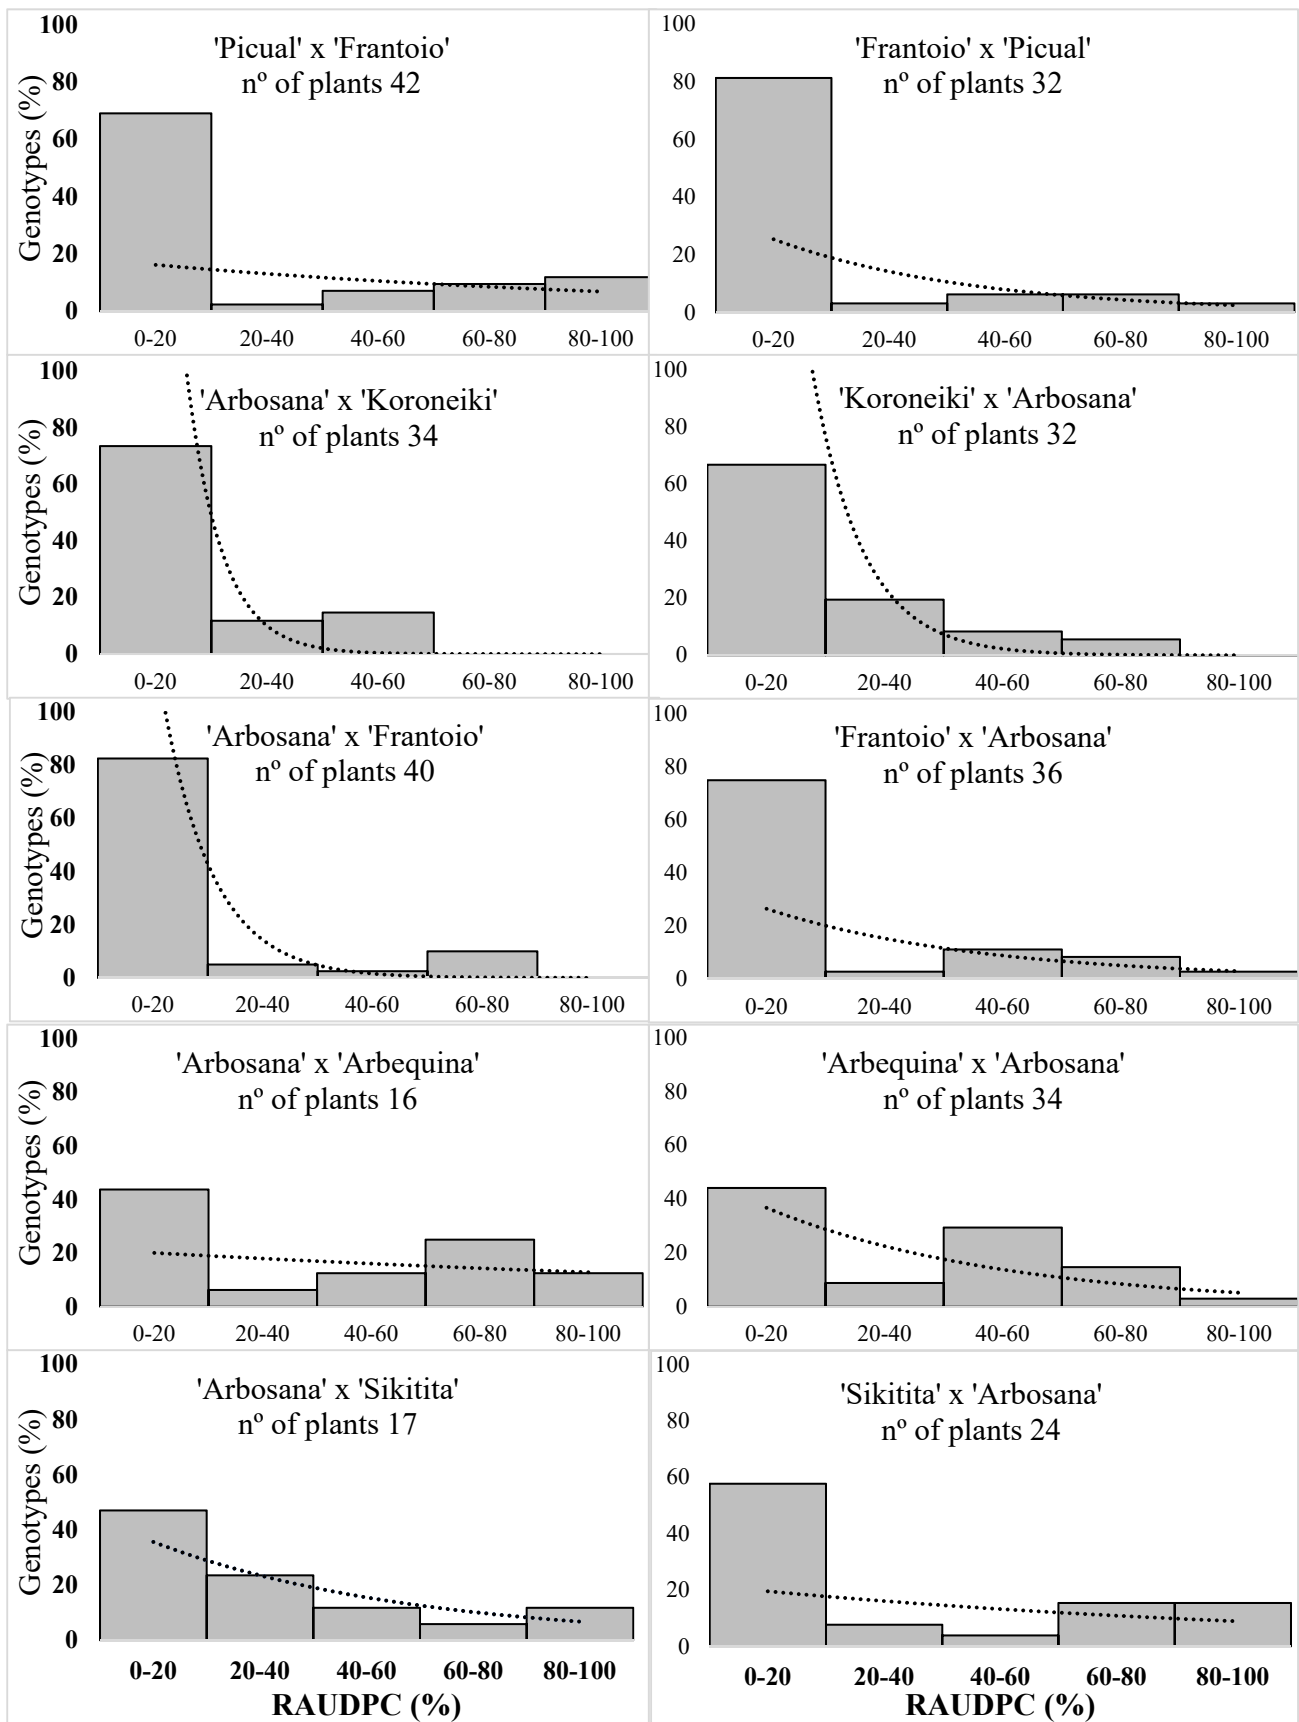 'Picual' x 'Frantoio'
nº of plants 42
Genotypes (%)
100
80
60
40
20
0
0-20 20-40 40-60 60-80 80-100
'Frantoio' x 'Picual'
nº of plants 32
100
80
60
40
20
0
0-20 20-40 40-60 60-80 80-100
'Arbosana' x 'Koroneiki'
nº of plants 34
Genotypes (%)
100
80
60
40
20
0
0-20 20-40 40-60 60-80 80-100
'Koroneiki' x 'Arbosana'
nº of plants 32
100
80
60
40
20
0
0-20 20-40 40-60 60-80 80-100
'Arbosana' x 'Frantoio'
nº of plants 40
Genotypes (%)
100
80
60
40
20
0
0-20 20-40 40-60 60-80 80-100
'Frantoio' x 'Arbosana'
nº of plants 36
100
80
60
40
20
0
0-20 20-40 40-60 60-80 80-100
'Arbosana' x 'Arbequina'
nº of plants 16
Genotypes (%)
100
80
60
40
20
0
0-20 20-40 40-60 60-80 80-100
'Arbequina' x 'Arbosana'
nº of plants 34
100
80
60
40
20
0
0-20 20-40 40-60 60-80 80-100
'Arbosana' x 'Sikitita'
nº of plants 17
Genotypes (%)
100
80
60
40
20
0
0-20 20-40 40-60 60-80 80-100
RAUDPC (%)
'Sikitita' x 'Arbosana'
nº of plants 24
100
80
60
40
20
0
0-20 20-40 40-60 60-80 80-100
RAUDPC (%)